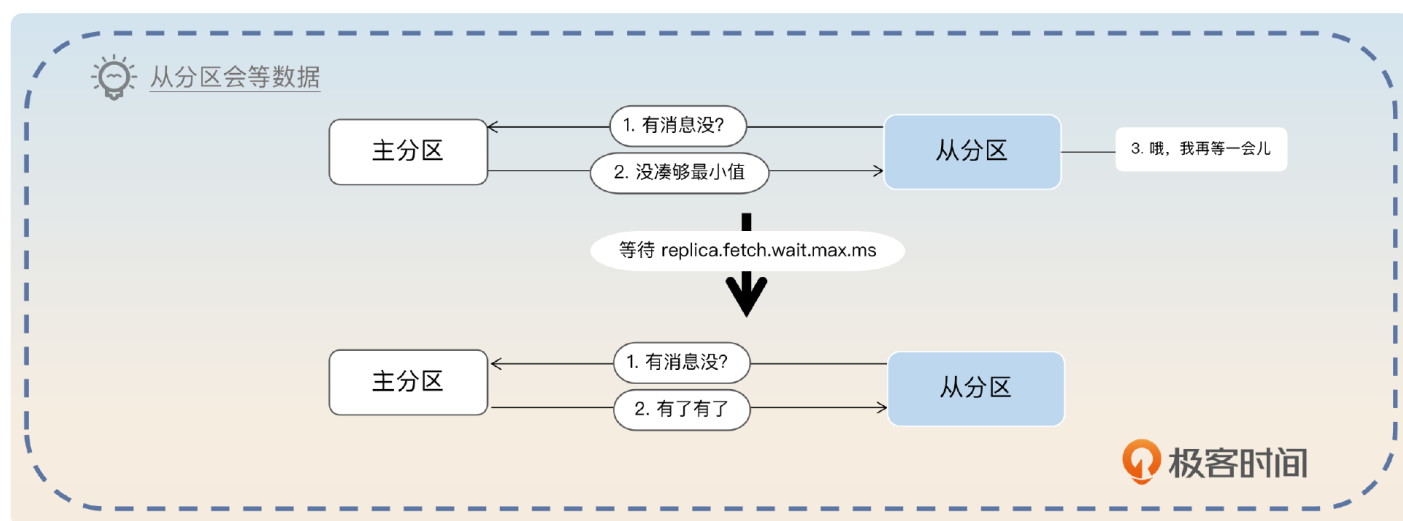 从分区会等数据
主分区
1. 有消息没?
2. 没凑够最小值
从分区
3. 哦，我再等一会儿
等待 replica.fetch.wait.max.ms
主分区
1. 有消息没?
2. 有了有了
从分区
极客时间